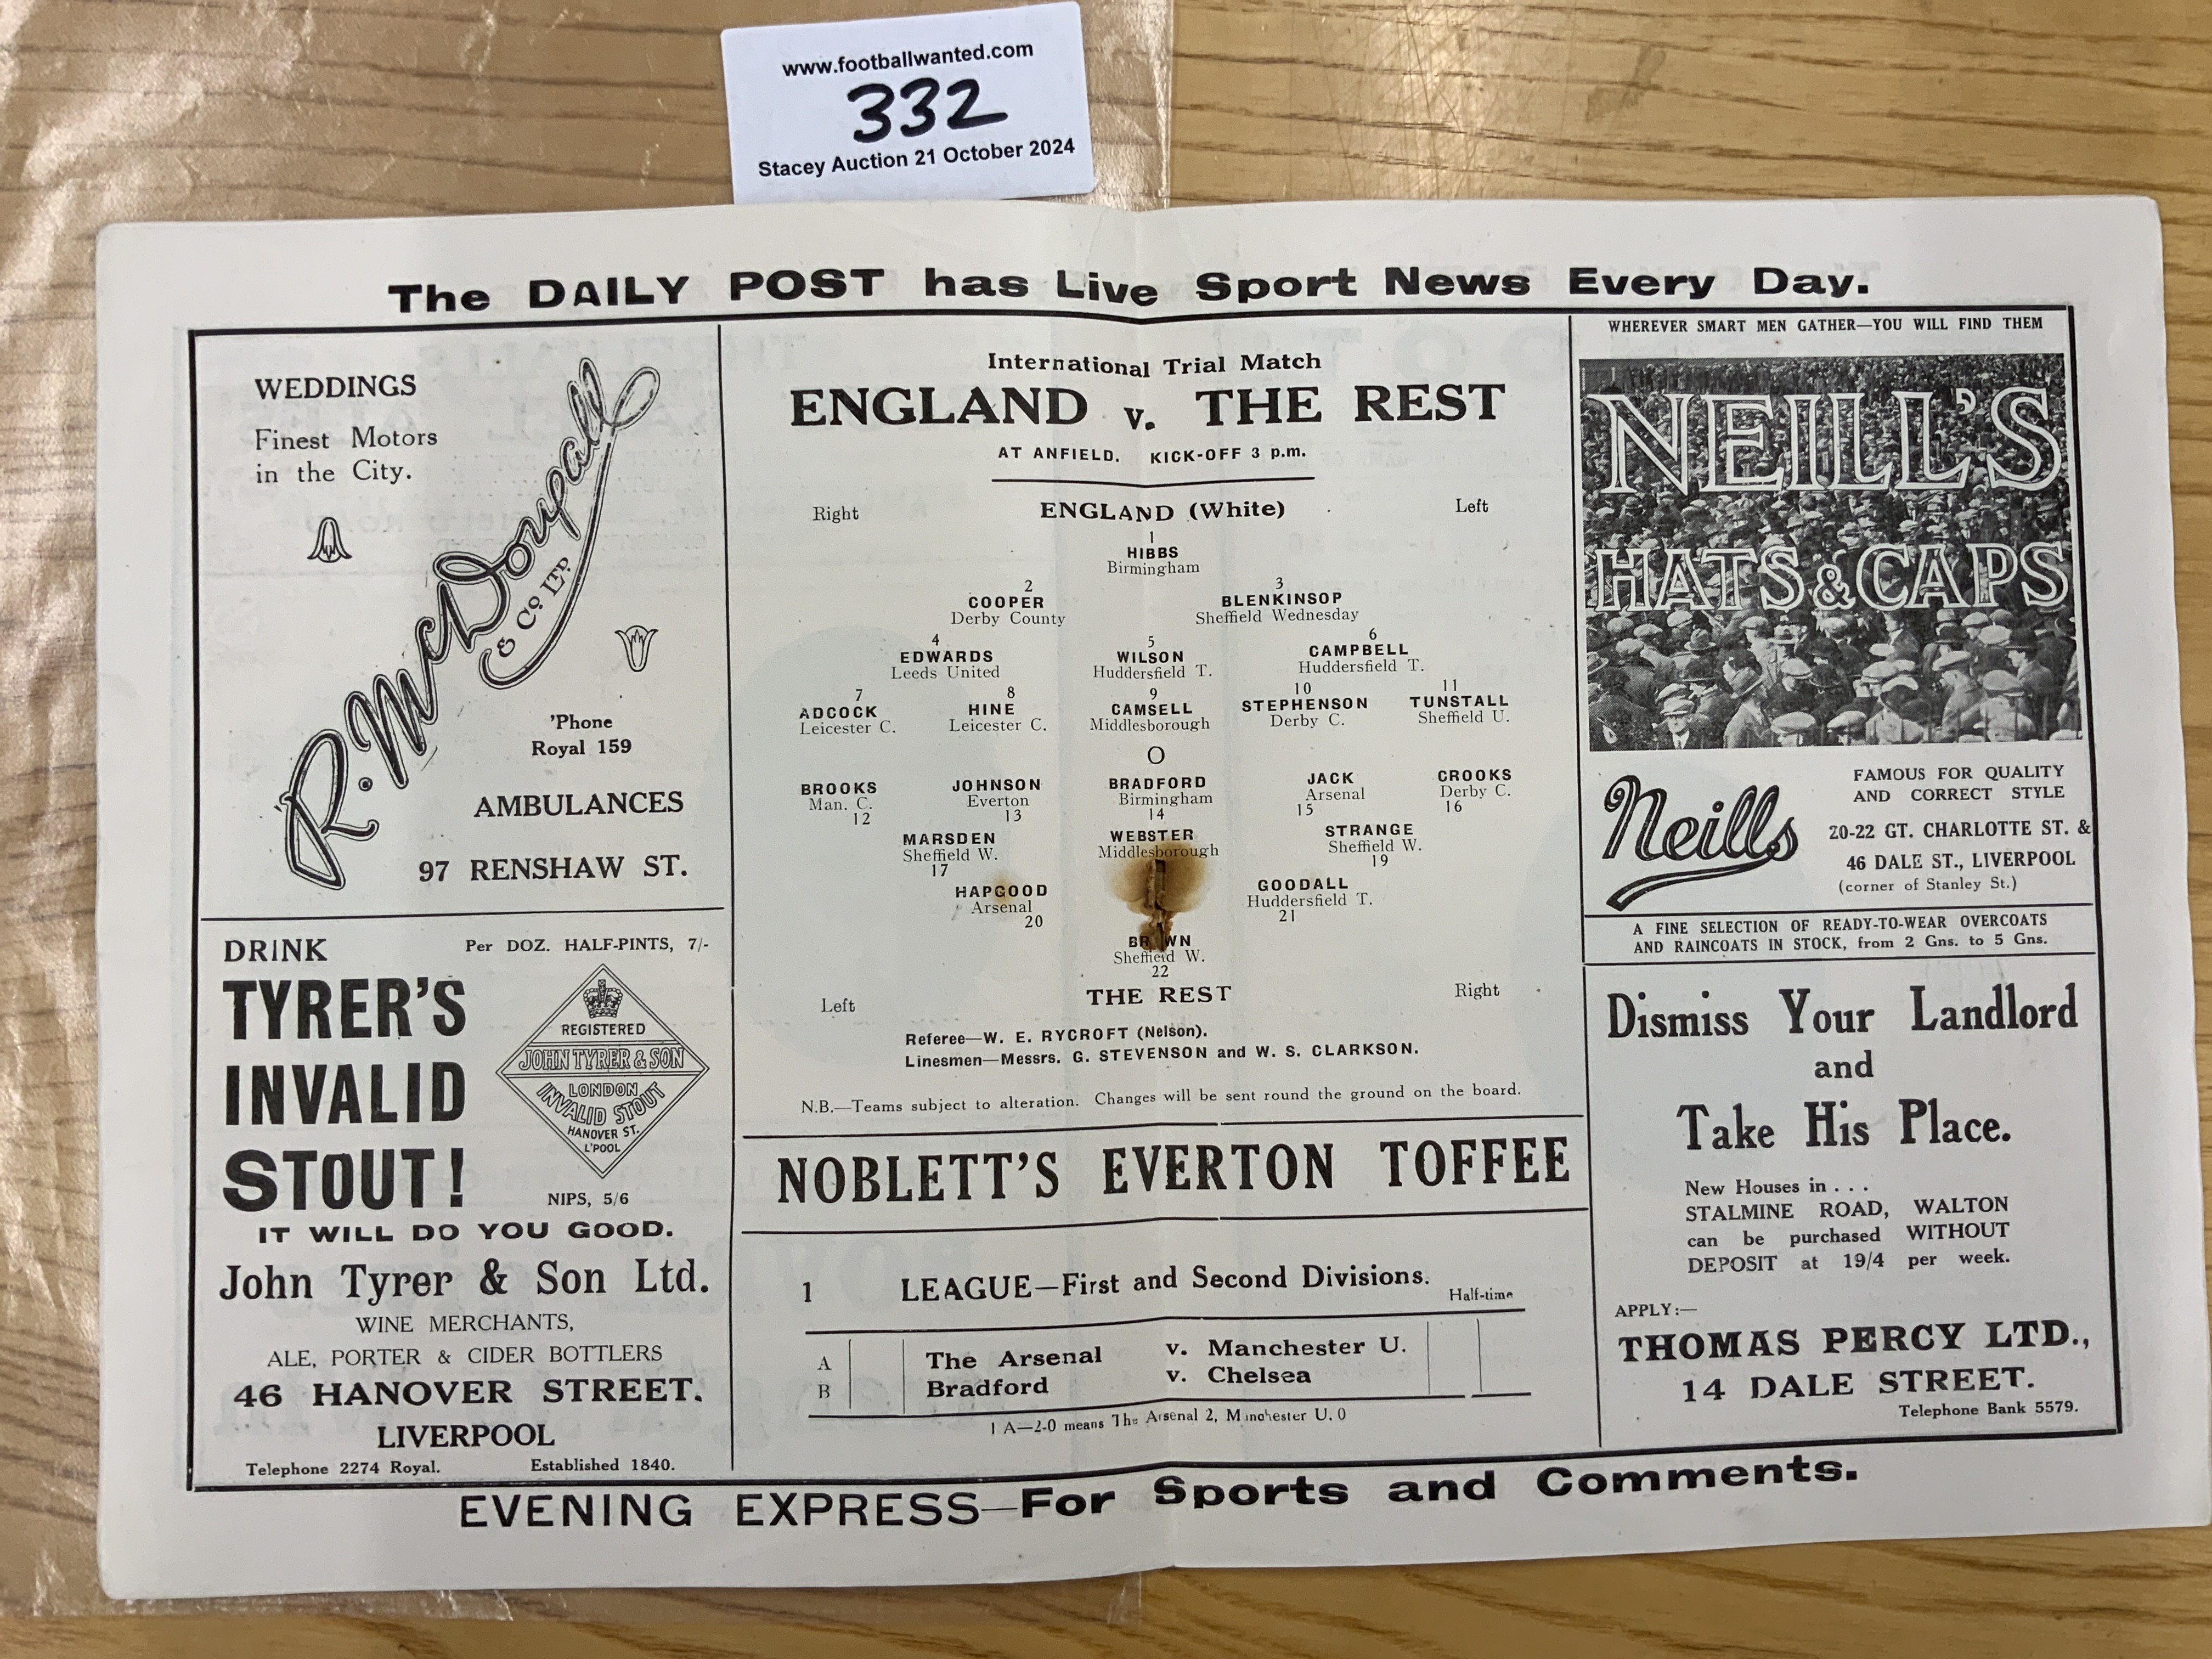 www.footballwanted.com
332
Stacey Auction 21 October 2024
The DAILY POST has Live Sport News Every Day.
WEDDINGS
Finest Motors
in the City.
R. McDougall
& Co LTD
'Phone
Royal 159
AMBULANCES
97 RENSHAW ST.
DRINK
Per DOZ. HALF-PINTS, 7/-
TYRER'S
INVALID
STOUT!
REGISTERED
JOHN TYRER & SON
LONDON
INVALID STOUT
HANOVER ST.
L'POOL
NIPS, 5/6
IT WILL DO YOU GOOD.
John Tyrer & Son Ltd.
WINE MERCHANTS,
ALE, PORTER & CIDER BOTTLERS
46 HANOVER STREET.
LIVERPOOL
Telephone 2274 Royal. Established 1840.
International Trial Match
ENGLAND v. THE REST
AT ANFIELD. KICK-OFF 3 p.m.
Right ENGLAND (White) Left
1
HIBBS
Birmingham
2 3
COOPER BLENKINSOP
Derby County Sheffield Wednesday
4 5 6
EDWARDS WILSON CAMPBELL
Leeds United Huddersfield T. Huddersfield T.
7 8 9 10 11
ADCOCK HINE CAMSELL STEPHENSON TUNSTALL
Leicester C. Leicester C. Middlesborough Derby C. Sheffield U.
O
BROOKS JOHNSON BRADFORD JACK CROOKS
Man. C. Everton Birmingham Arsenal Derby C.
12 13 14 15 16
MARSDEN WEBSTER STRANGE
Sheffield W. Middlesborough Sheffield W.
17 19
HAPGOOD GOODALL
Arsenal Huddersfield T.
20 21
BROWN
Sheffield W.
22
Left THE REST Right
Referee—W. E. RYCROFT (Nelson).
Linesmen—Messrs. G. STEVENSON and W. S. CLARKSON.
N.B.—Teams subject to alteration. Changes will be sent round the ground on the board.
NOBLETT'S EVERTON TOFFEE
1 LEAGUE—First and Second Divisions.
Half-time
A The Arsenal v. Manchester U.
B Bradford v. Chelsea
1 A—2-0 means The Arsenal 2, Manchester U. 0
WHEREVER SMART MEN GATHER—YOU WILL FIND THEM
NEILL'S
HATS & CAPS
Neills
FAMOUS FOR QUALITY
AND CORRECT STYLE
20-22 GT. CHARLOTTE ST. &
46 DALE ST., LIVERPOOL
(corner of Stanley St.)
A FINE SELECTION OF READY-TO-WEAR OVERCOATS
AND RAINCOATS IN STOCK, from 2 Gns. to 5 Gns.
Dismiss Your Landlord
and
Take His Place.
New Houses in . . .
STALMINE ROAD, WALTON
can be purchased WITHOUT
DEPOSIT at 19/4 per week.
APPLY:—
THOMAS PERCY LTD.,
14 DALE STREET.
Telephone Bank 5579.
EVENING EXPRESS—For Sports and Comments.